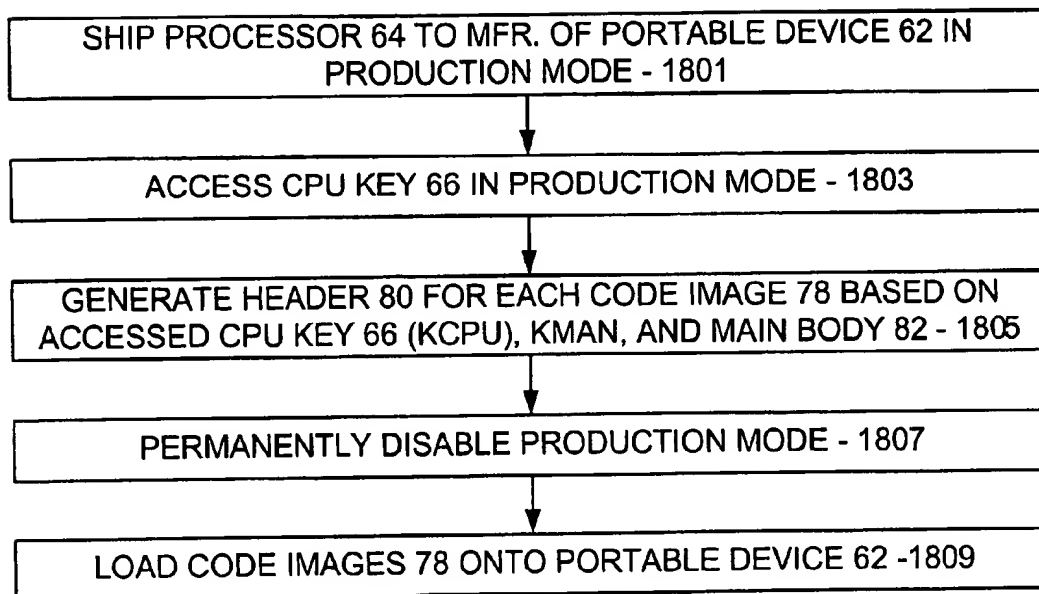 SHIP PROCESSOR 64 TO MFR. OF PORTABLE DEVICE 62 IN
PRODUCTION MODE - 1801
ACCESS CPU KEY 66 IN PRODUCTION MODE - 1803
GENERATE HEADER 80 FOR EACH CODE IMAGE 78 BASED ON
ACCESSED CPU KEY 66 (KCPU), KMAN, AND MAIN BODY 82 - 1805
PERMANENTLY DISABLE PRODUCTION MODE - 1807
LOAD CODE IMAGES 78 ONTO PORTABLE DEVICE 62 -1809